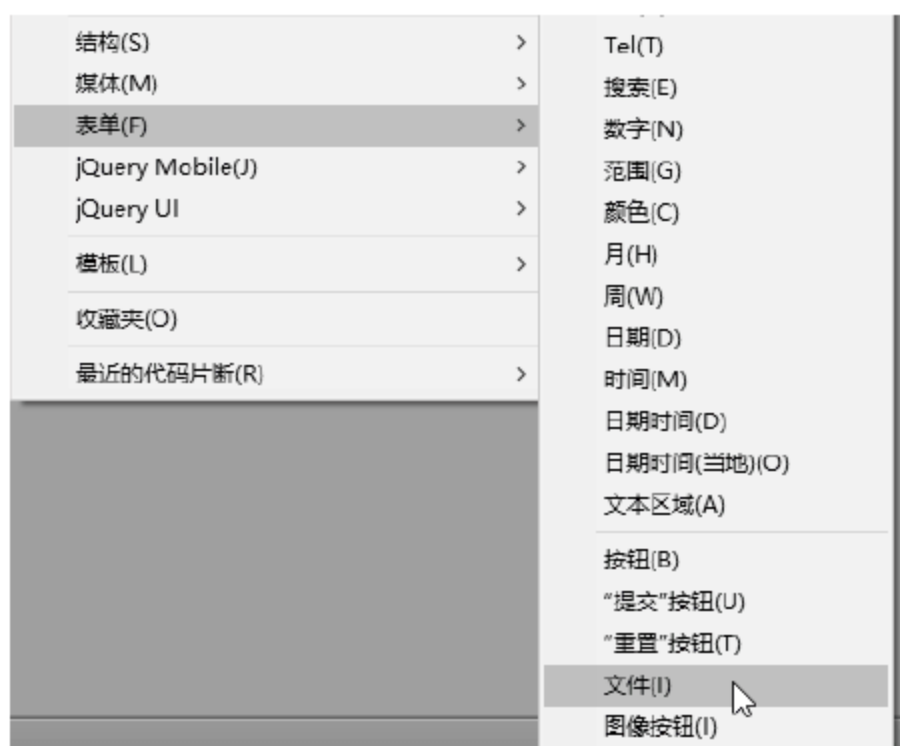 结构(S)
媒体(M)
表单(F)
jQuery Mobile(J)
jQuery UI
模板(L)
收藏夹(O)
最近的代码片断(R)
Tel(T)
搜索(E)
数字(N)
范围(G)
颜色(C)
月(H)
周(W)
日期(D)
时间(M)
日期时间(D)
日期时间(当地)(O)
文本区域(A)
按钮(B)
“提交”按钮(U)
“重置”按钮(T)
文件(I)
图像按钮(I)